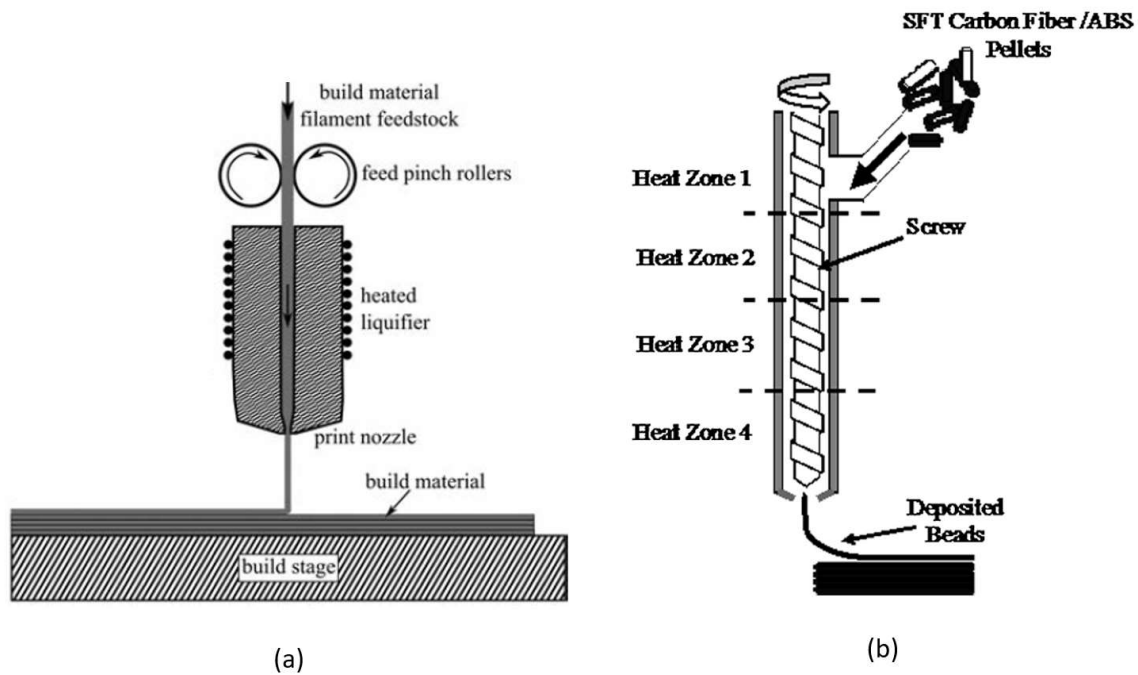 build material
filament feedstock
feed pinch rollers
heated
liquifier
print nozzle
build material
build stage
(a)
SFT Carbon Fiber /ABS
Pellets
Heat Zone 1
Screw
Heat Zone 2
Heat Zone 3
Heat Zone 4
Deposited
Beads
(b)